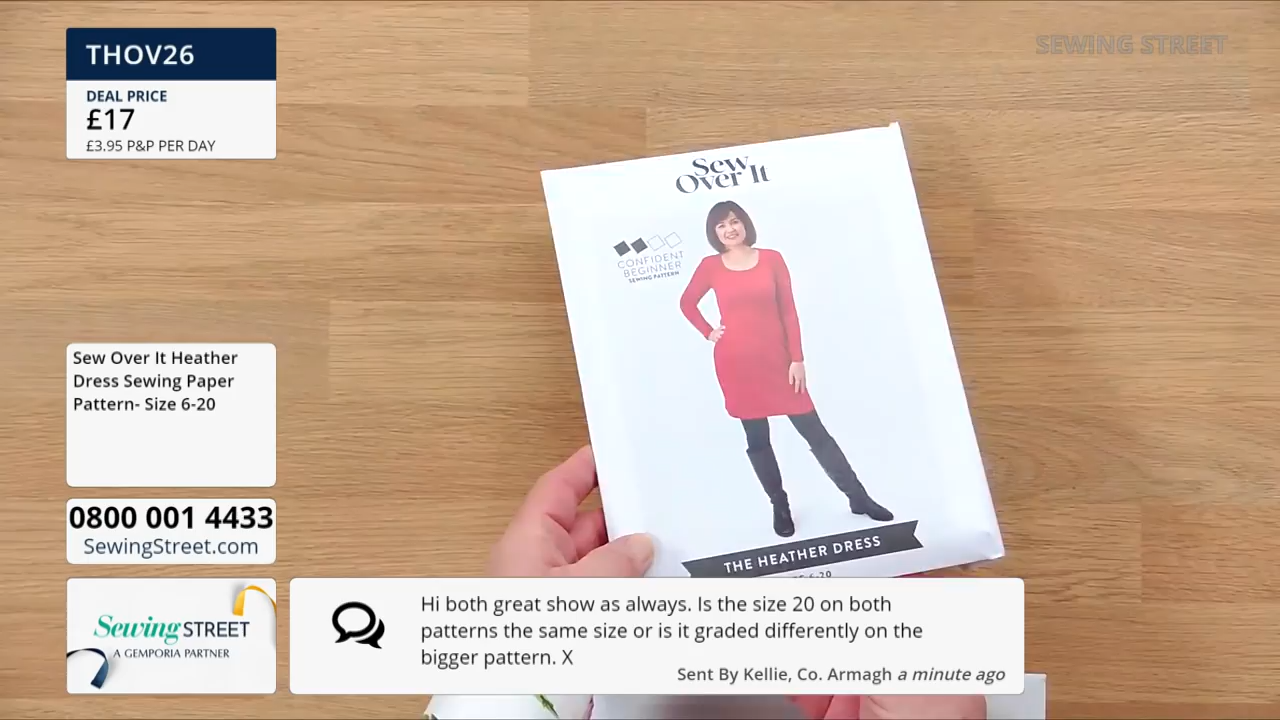 THOV26
DEAL PRICE
£17
£3.95 P&P PER DAY
SEWING STREET
Sew
Over It
CONFIDENT
BEGINNER
SEWING PATTERN
THE HEATHER DRESS
6-20
Sew Over It Heather
Dress Sewing Paper
Pattern- Size 6-20
0800 001 4433
SewingStreet.com
Sewing STREET
A GEMPORIA PARTNER
Hi both great show as always. Is the size 20 on both
patterns the same size or is it graded differently on the
bigger pattern. X
Sent By Kellie, Co. Armagh a minute ago